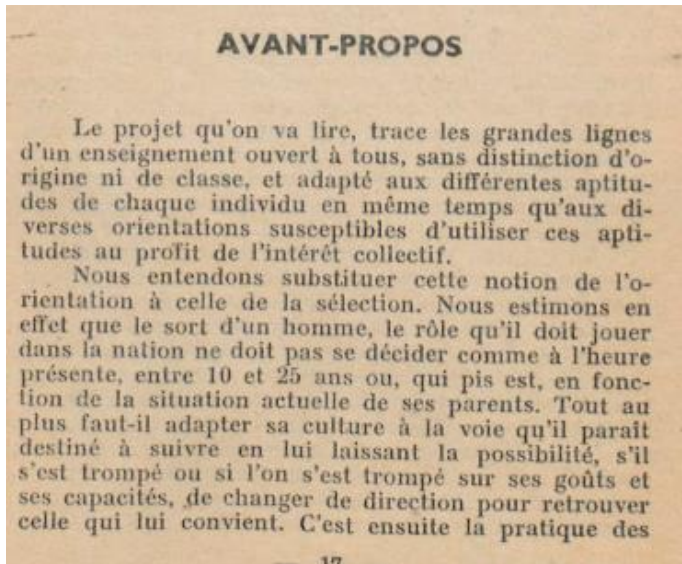 AVANT-PROPOS
Le projet qu'on va lire, trace les grandes lignes
d'un enseignement ouvert à tous, sans distinction d'o-
rigine ni de classe, et adapté aux différentes aptitu-
des de chaque individu en même temps qu'aux di-
verses orientations susceptibles d'utiliser ces apti-
tudes au profit de l'intérêt collectif.
Nous entendons substituer cette notion de l'o-
rientation à celle de la sélection. Nous estimons en
effet que le sort d'un homme, le rôle qu'il doit jouer
dans la nation ne doit pas se décider comme à l'heure
présente, entre 10 et 25 ans ou, qui pis est, en fonc-
tion de la situation actuelle de ses parents. Tout au
plus faut-il adapter sa culture à la voie qu'il paraît
destiné à suivre en lui laissant la possibilité, s'il
s'est trompé ou si l'on s'est trompé sur ses goûts et
ses capacités, de changer de direction pour retrouver
celle qui lui convient. C'est ensuite la pratique des